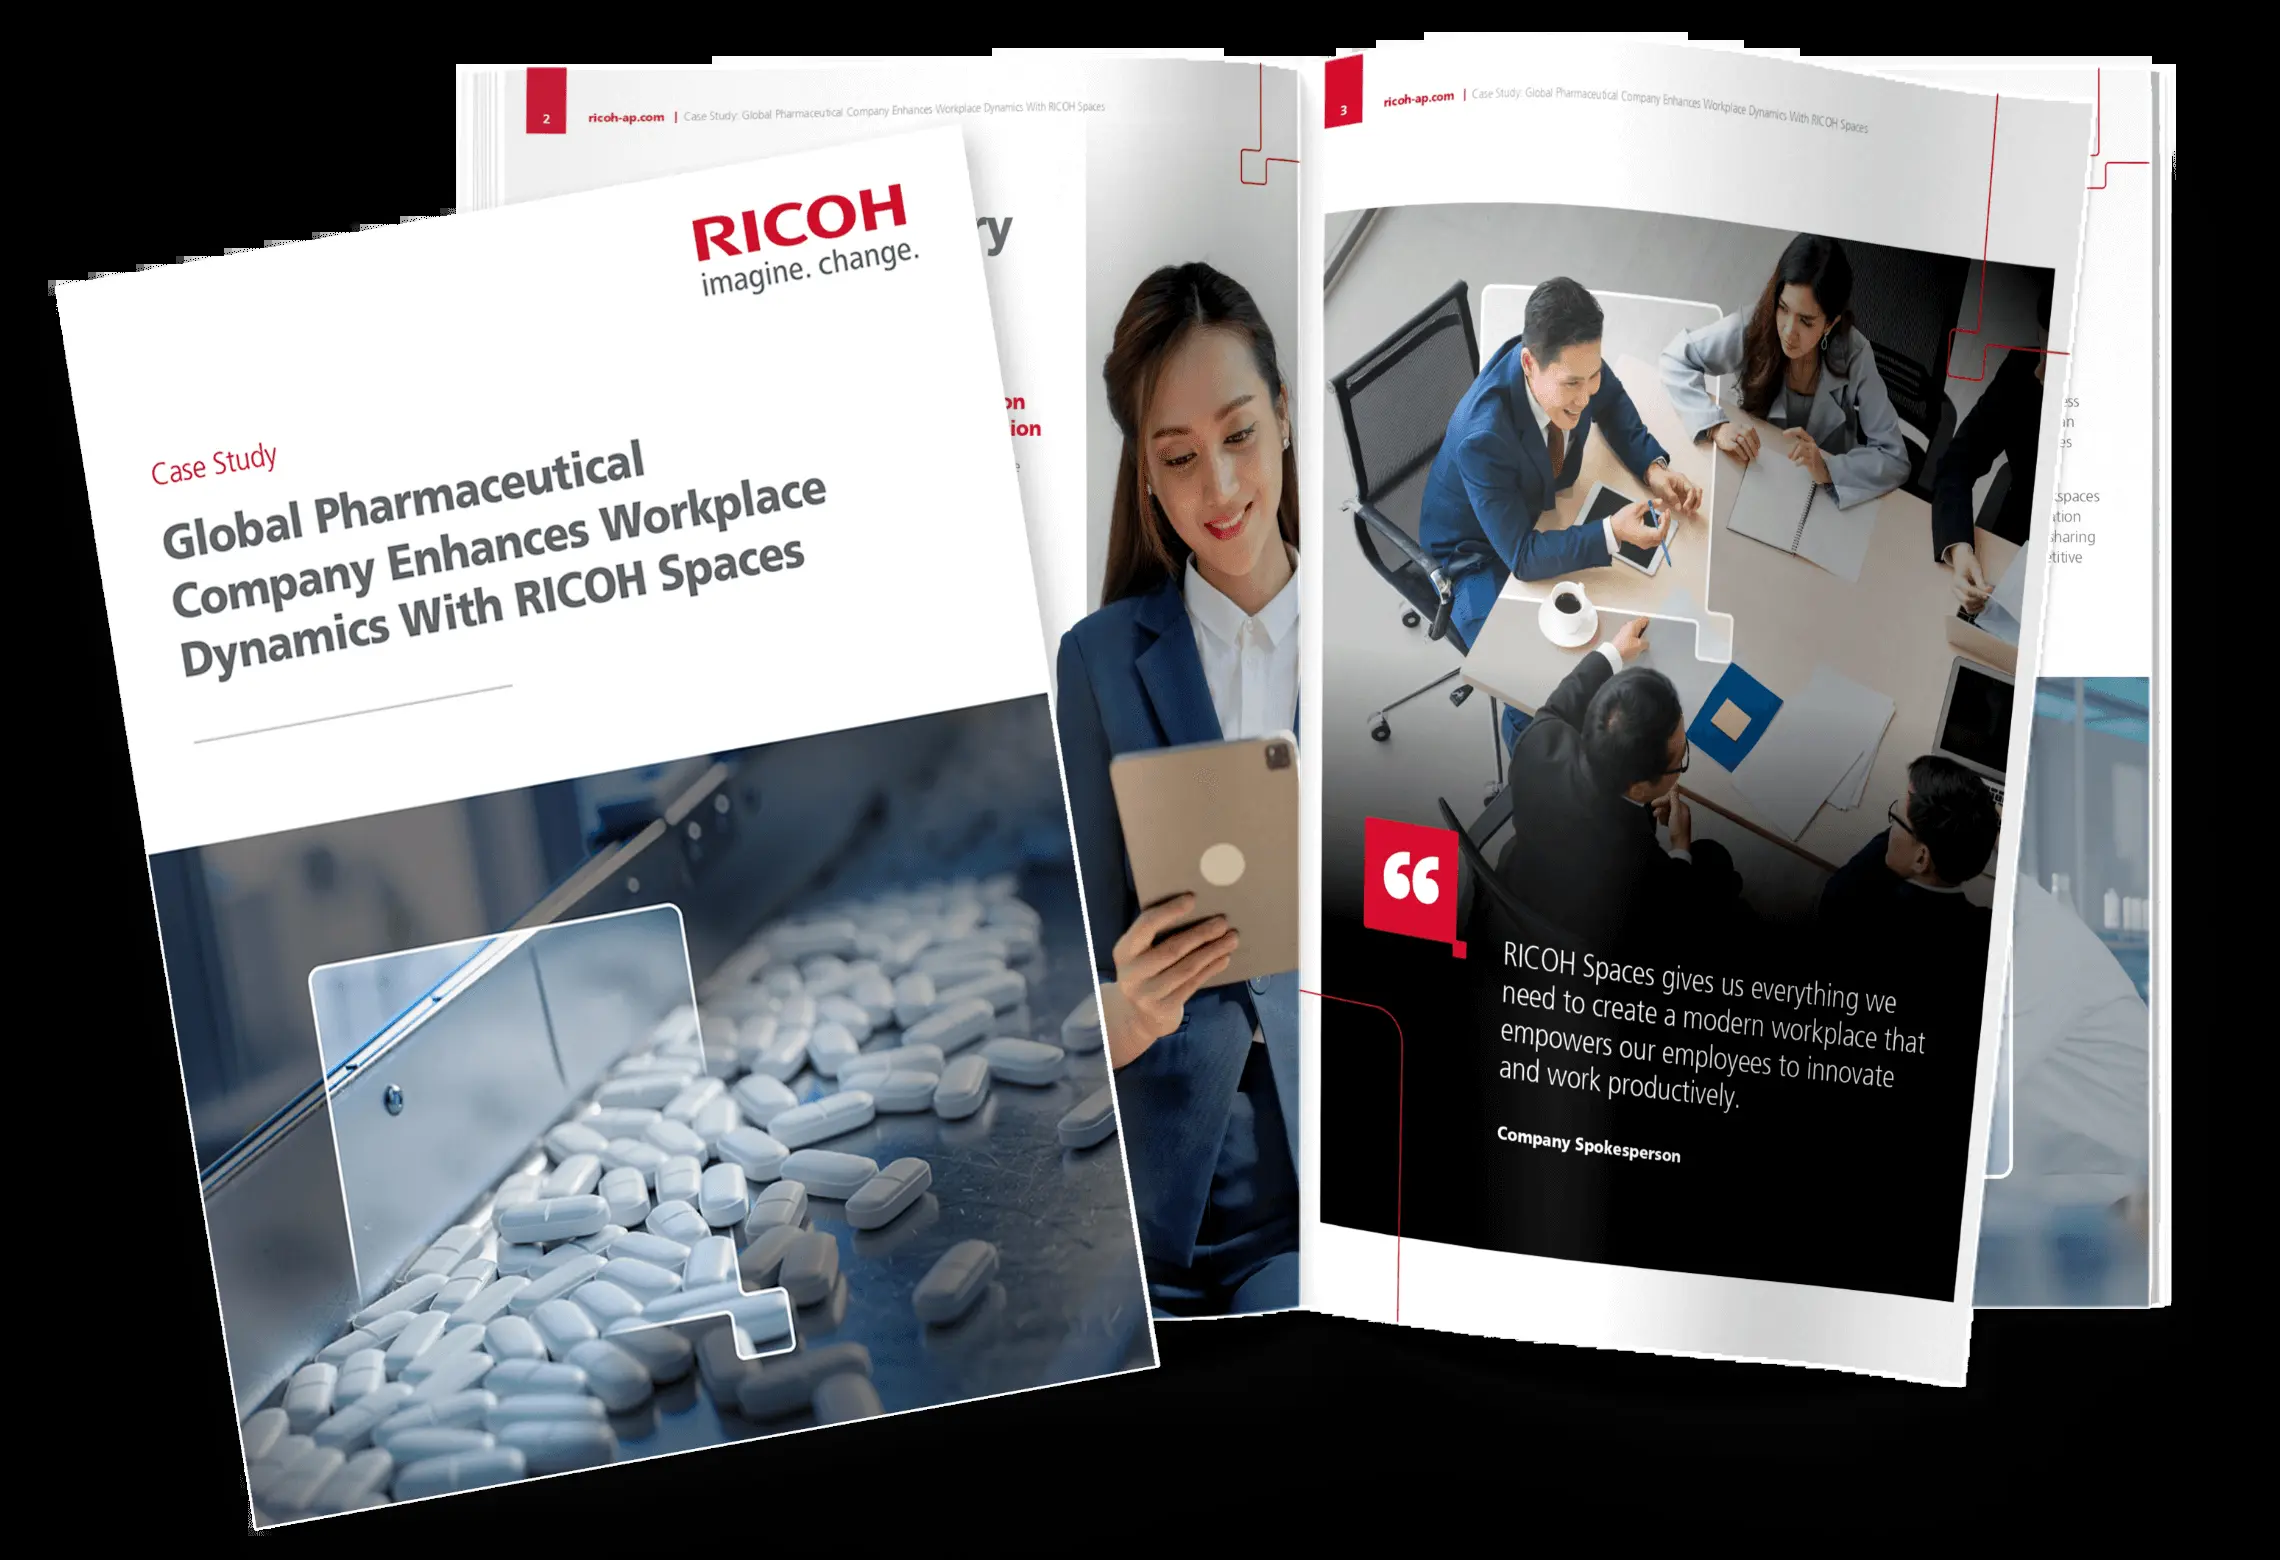 RICOH
imagine. change.
Case Study
Global Pharmaceutical
Company Enhances Workplace
Dynamics With RICOH Spaces
2
ricoh-ap.com | Case Study: Global Pharmaceutical Company Enhances Workplace Dynamics With RICOH Spaces
3
ricoh-ap.com | Case Study: Global Pharmaceutical Company Enhances Workplace Dynamics With RICOH Spaces
“
RICOH Spaces gives us everything we
need to create a modern workplace that
empowers our employees to innovate
and work productively.
Company Spokesperson
sharing